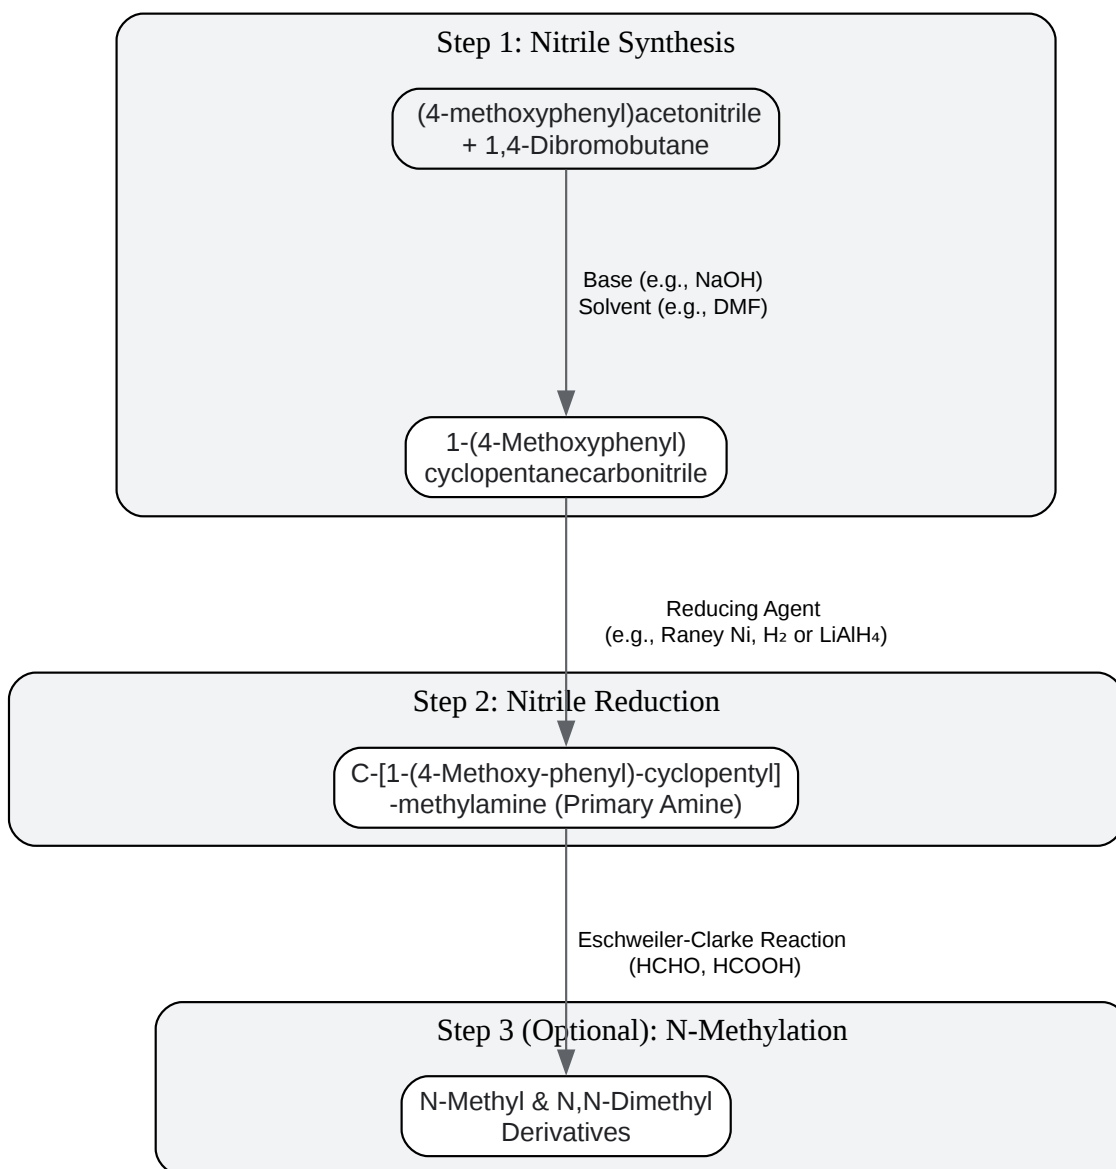 Step 1: Nitrile Synthesis
(4-methoxyphenyl)acetonitrile
+ 1,4-Dibromobutane
Base (e.g., NaOH)
Solvent (e.g., DMF)
1-(4-Methoxyphenyl)
cyclopentanecarbonitrile
Reducing Agent
(e.g., Raney Ni, H₂ or LiAlH₄)
Step 2: Nitrile Reduction
C-[1-(4-Methoxy-phenyl)-cyclopentyl]
-methylamine (Primary Amine)
Eschweiler-Clarke Reaction
(HCHO, HCOOH)
Step 3 (Optional): N-Methylation
N-Methyl & N,N-Dimethyl
Derivatives